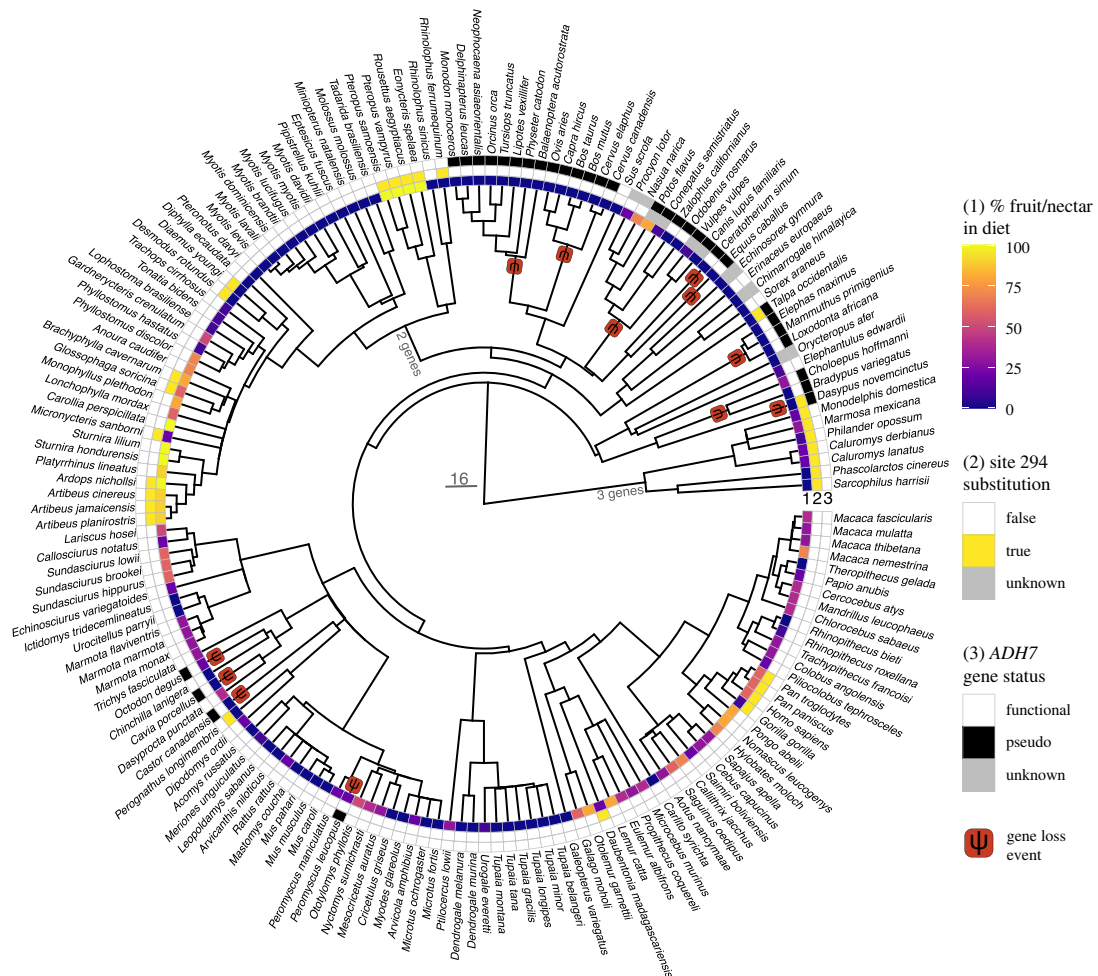 Neophocaena asiaeorientalis
Delphinapterus leucas
Monodon monoceros
Rhinolophus ferrumequinum
Rhinolophus sinicus
Eonycteris spelaea
Rousettus aegyptiacus
Pteropus vampyrus
Pteropus samoensis
Tadarida brasiliensis
Molossus molossus
Miniopterus natalensis
Eptesicus fuscus
Pipistrellus kuhlii
Myotis davidii
Myotis myotis
Myotis brandtii
Myotis lucifugus
Myotis dominicensis
Myotis lavali
Myotis levis
Pteronotus davyi
Diphylla ecaudata
Diaemus youngi
Desmodus rotundus
Trachops cirrhosus
Tonatia bidens
Lophostoma brasiliense
Gardnerycteris crenulatum
Phyllostomus hastatus
Phyllostomus discolor
Anoura caudifer
Brachyphylla cavernarum
Glossophaga soricina
Monophyllus plethodon
Lonchophylla mordax
Carollia perspicillata
Micronycteris sanborni
Sturnira lilium
Sturnira hondurensis
Platyrrhinus lineatus
Ardops nichollsi
Artibeus cinereus
Artibeus jamaicensis
Artibeus planirostris
Lariscus hosei
Callosciurus notatus
Sundasciurus lowii
Sundasciurus brookei
Sundasciurus hippurus
Echinosciurus variegatoides
Ictidomys tridecemlineatus
Urocitellus parryii
Marmota flaviventris
Marmota marmota
Marmota monax
Trichys fasciculata
Octodon degus
Chinchilla lanigera
Cavia porcellus
Dasyprocta punctata
Castor canadensis
Perognathus longimembris
Dipodomys ordii
Acomys russatus
Meriones unguiculatus
Leopoldamys sabanus
Arvicanthis niloticus
Rattus rattus
Mastomys coucha
Mus pahari
Mus musculus
Mus caroli
Peromyscus maniculatus
Peromyscus leucopus
Ototylomys phyllotis
Nyctomys sumichrasti
Mesocricetus auratus
Cricetulus griseus
Myodes glareolus
Arvicola amphibius
Microtus ochrogaster
Microtus fortis
Ptilocercus lowii
Dendrogale melanura
Dendrogale murina
Urogale everetti
Tupaia montana
Tupaia tana
Tupaia gracilis
Tupaia longipes
Tupaia minor
Tupaia belangeri
Galeopterus variegatus
Galago moholi
Otolemur garnettii
Daubentonia madagascariensis
Lemur catta
Eulemur albifrons
Propithecus coquereli
Microcebus murinus
Carlito syrichta
Aotus nancymaae
Saguinus oedipus
Callithrix jacchus
Saimiri boliviensis
Cebus capucinus
Sapajus apella
Hylobates moloch
Nomascus leucogenys
Pongo abelii
Gorilla gorilla
Homo sapiens
Pan paniscus
Pan troglodytes
Piliocolobus tephrosceles
Colobus angolensis
Trachypithecus francoisi
Rhinopithecus roxellana
Rhinopithecus bieti
Chlorocebus sabaeus
Mandrillus leucophaeus
Cercocebus atys
Papio anubis
Theropithecus gelada
Macaca nemestrina
Macaca thibetana
Macaca mulatta
Macaca fascicularis
123
Sarcophilus harrisii
Phascolarctos cinereus
Caluromys lanatus
Caluromys derbianus
Philander opossum
Marmosa mexicana
Monodelphis domestica
Dasypus novemcinctus
Bradypus variegatus
Choloepus hoffmanni
Elephantulus edwardii
Orycteropus afer
Loxodonta africana
Mammuthus primigenius
Elephas maximus
Talpa occidentalis
Sorex araneus
Chimarrogale himalayica
Erinaceus europaeus
Echinosorex gymnura
Equus caballus
Ceratotherium simum
Canis lupus familiaris
Vulpes vulpes
Odobenus rosmarus
Zalophus californianus
Conepatus semistriatus
Potos flavus
Nasua narica
Procyon lotor
Sus scrofa
Cervus canadensis
Cervus elaphus
Bos mutus
Bos taurus
Capra hircus
Ovis aries
Balaenoptera acutorostrata
Physeter catodon
Lipotes vexillifer
Tursiops truncatus
Orcinus orca
2 genes
16
3 genes
ψ
ψ
ψ
ψ
ψ
ψ
ψ
ψ
ψ
ψ
ψ
ψ
(1) % fruit/nectar
in diet
100
75
50
25
0
(2) site 294
substitution
false
true
unknown
(3) ADH7
gene status
functional
pseudo
unknown
ψ gene loss
event